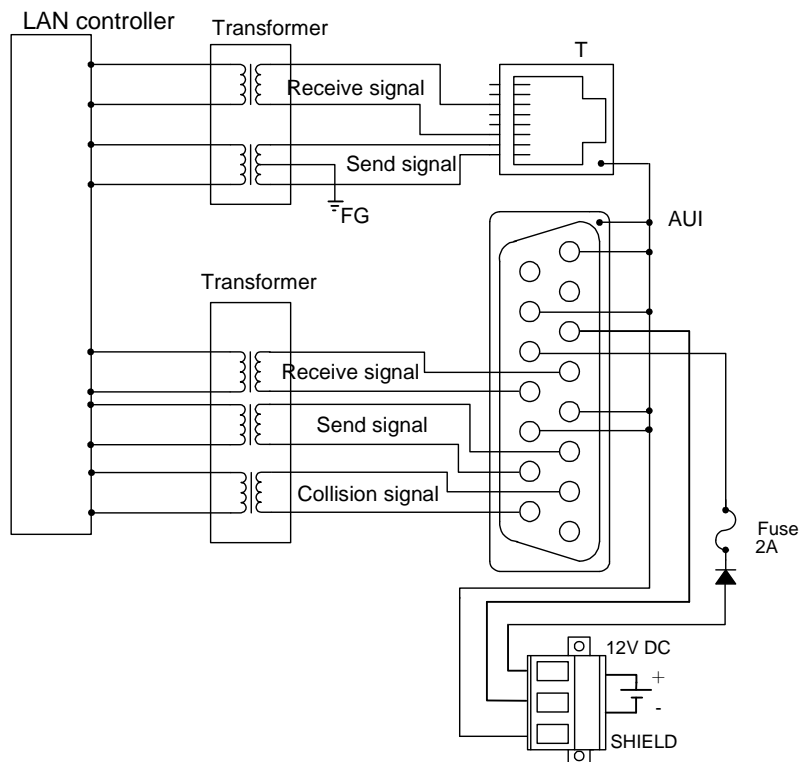 LAN controller
Transformer
T
Receive signal
Send signal
FG
AUI
Transformer
Receive signal
Send signal
Collision signal
Fuse
2A
12V DC
+
-
SHIELD